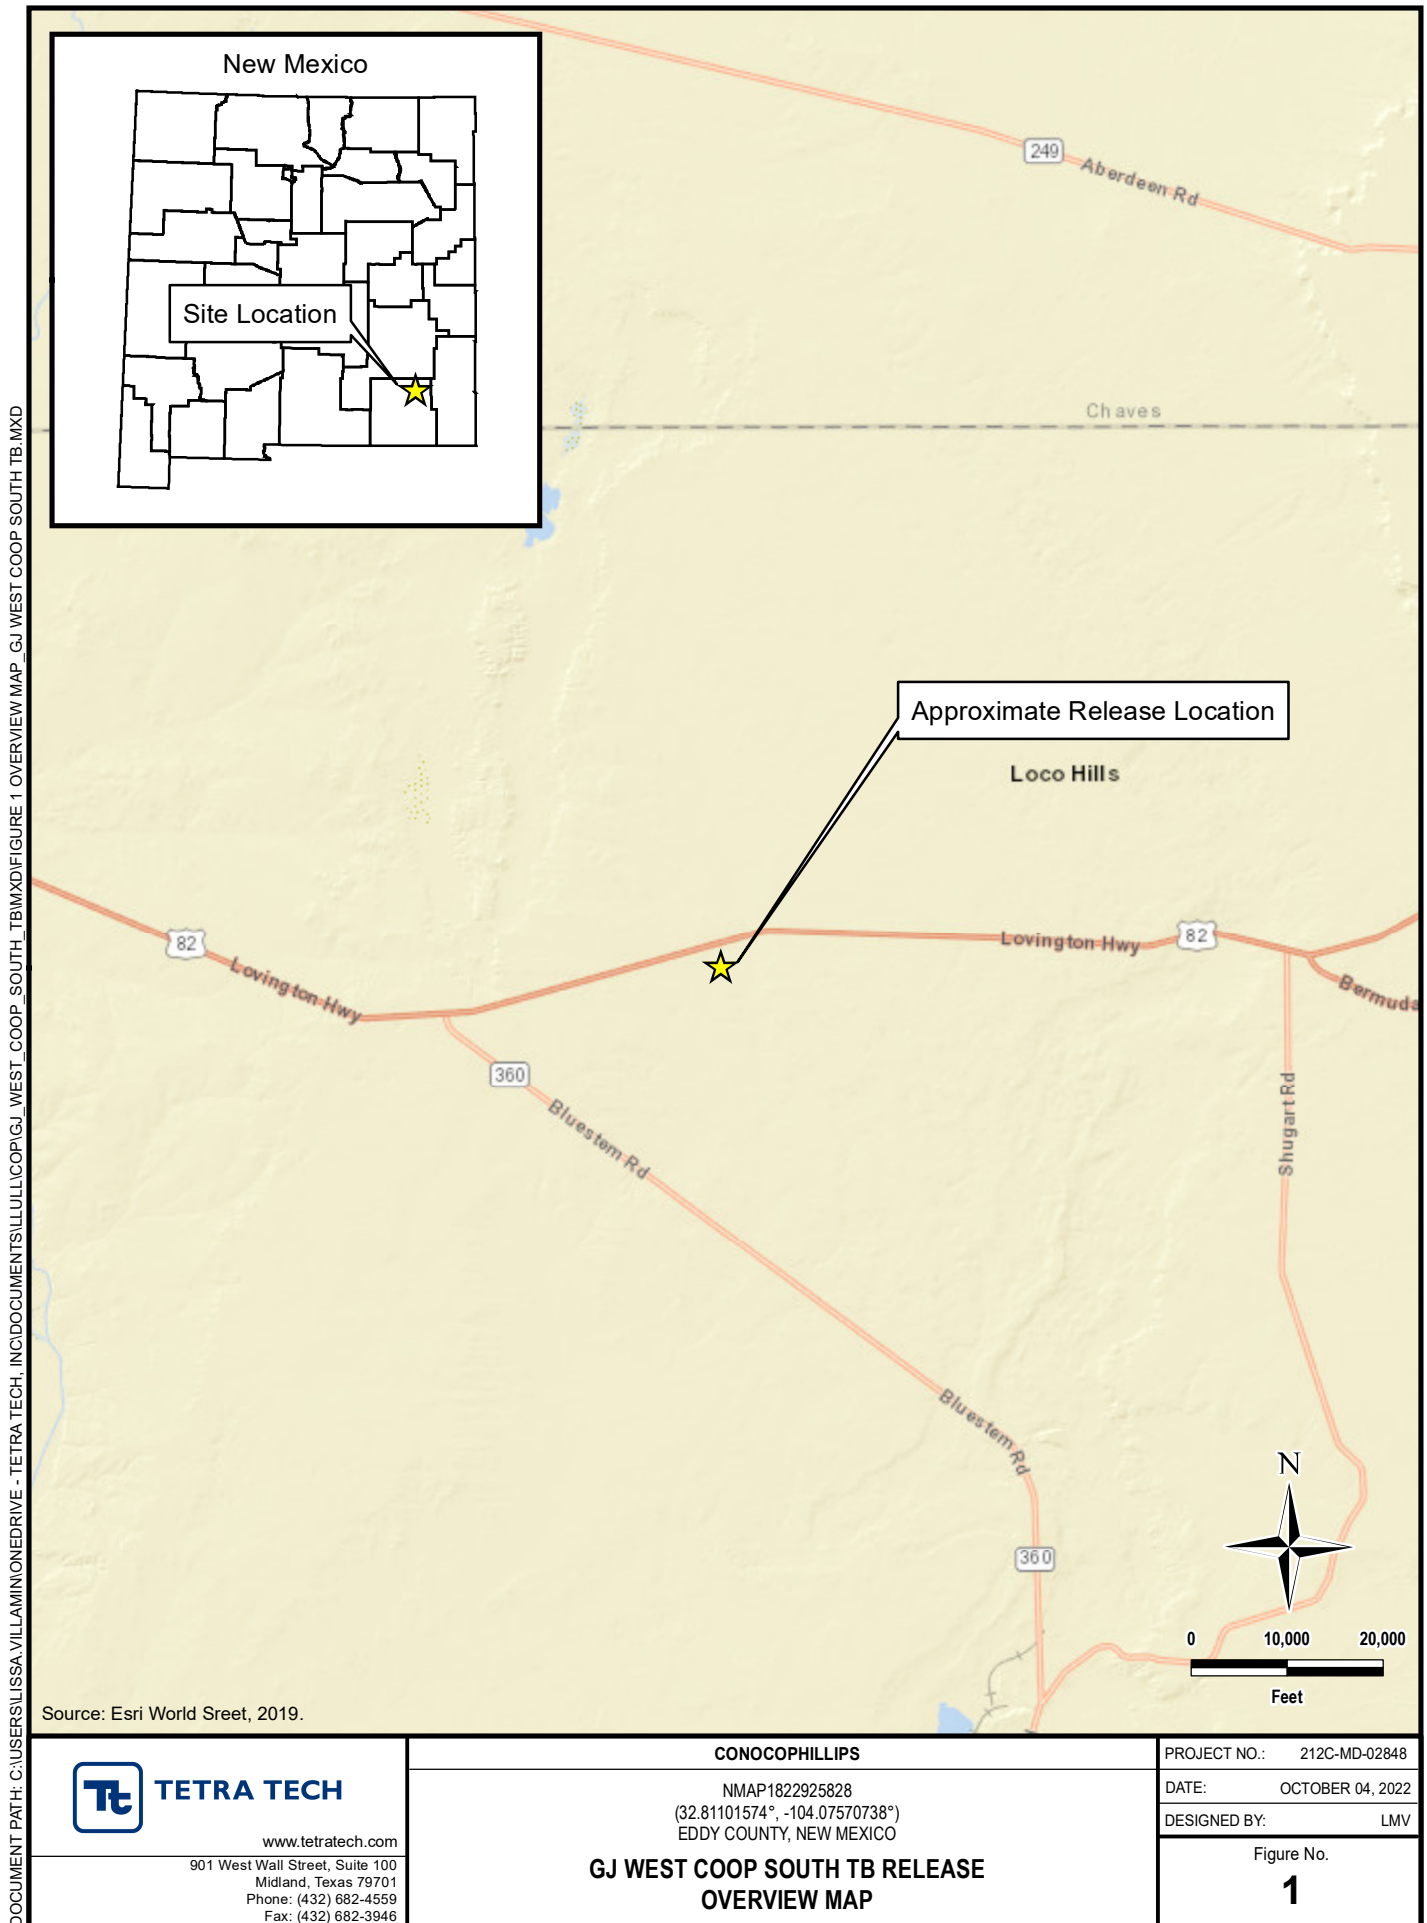 New Mexico
Site Location
249
Aberdeen Rd
Chaves
Approximate Release Location
Loco Hills
82
Lovington Hwy
Lovington Hwy
82
Bermuda
360
Bluestem Rd
Shugart Rd
Bluestem Rd
360
N
0 10,000 20,000
Feet
Source: Esri World Sreet, 2019.
DOCUMENT PATH: C:\USERS\LISSA.VILLAMIN\ONEDRIVE - TETRA TECH, INC\DOCUMENTS\LLULL\COP\GJ_WEST_COOP_SOUTH_TB\MXD\FIGURE 1 OVERVIEW MAP_GJ WEST COOP SOUTH TB.MXD
Tt TETRA TECH
www.tetratech.com
901 West Wall Street, Suite 100
Midland, Texas 79701
Phone: (432) 682-4559
Fax: (432) 682-3946
CONOCOPHILLIPS
NMAP1822925828
(32.81101574°, -104.07570738°)
EDDY COUNTY, NEW MEXICO
GJ WEST COOP SOUTH TB RELEASE
OVERVIEW MAP
PROJECT NO.: 212C-MD-02848
DATE: OCTOBER 04, 2022
DESIGNED BY: LMV
Figure No.
1